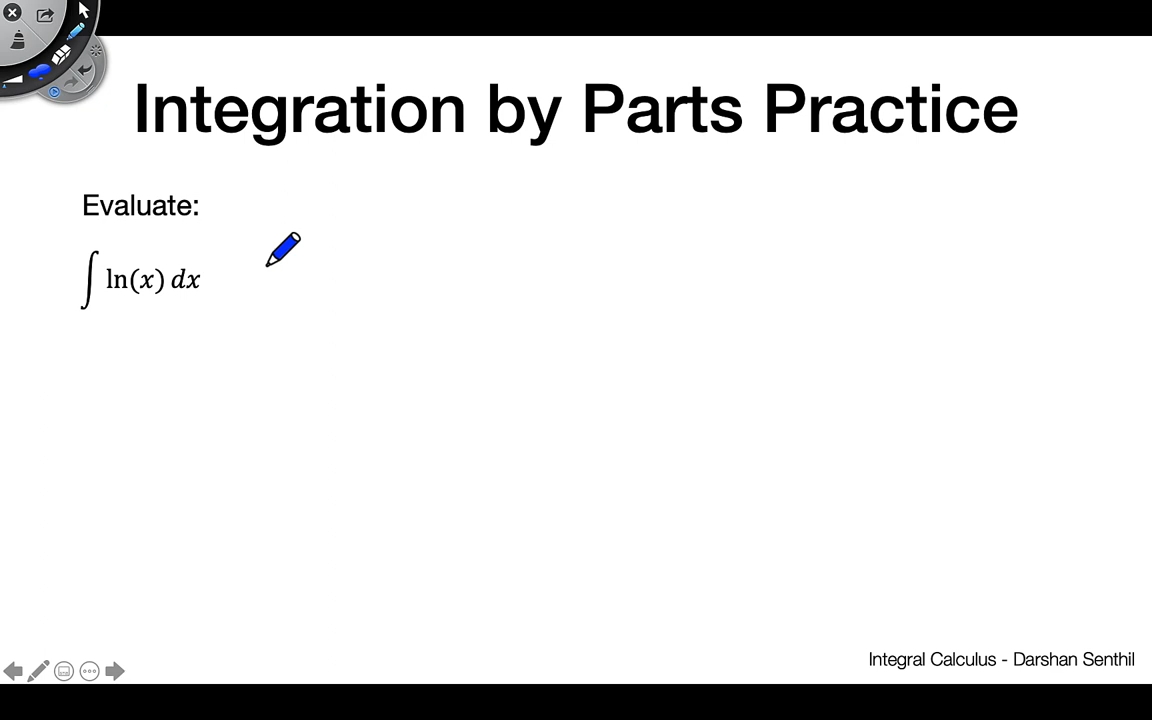 Integration by Parts Practice
Evaluate:
∫ ln(x) dx
Integral Calculus - Darshan Senthil